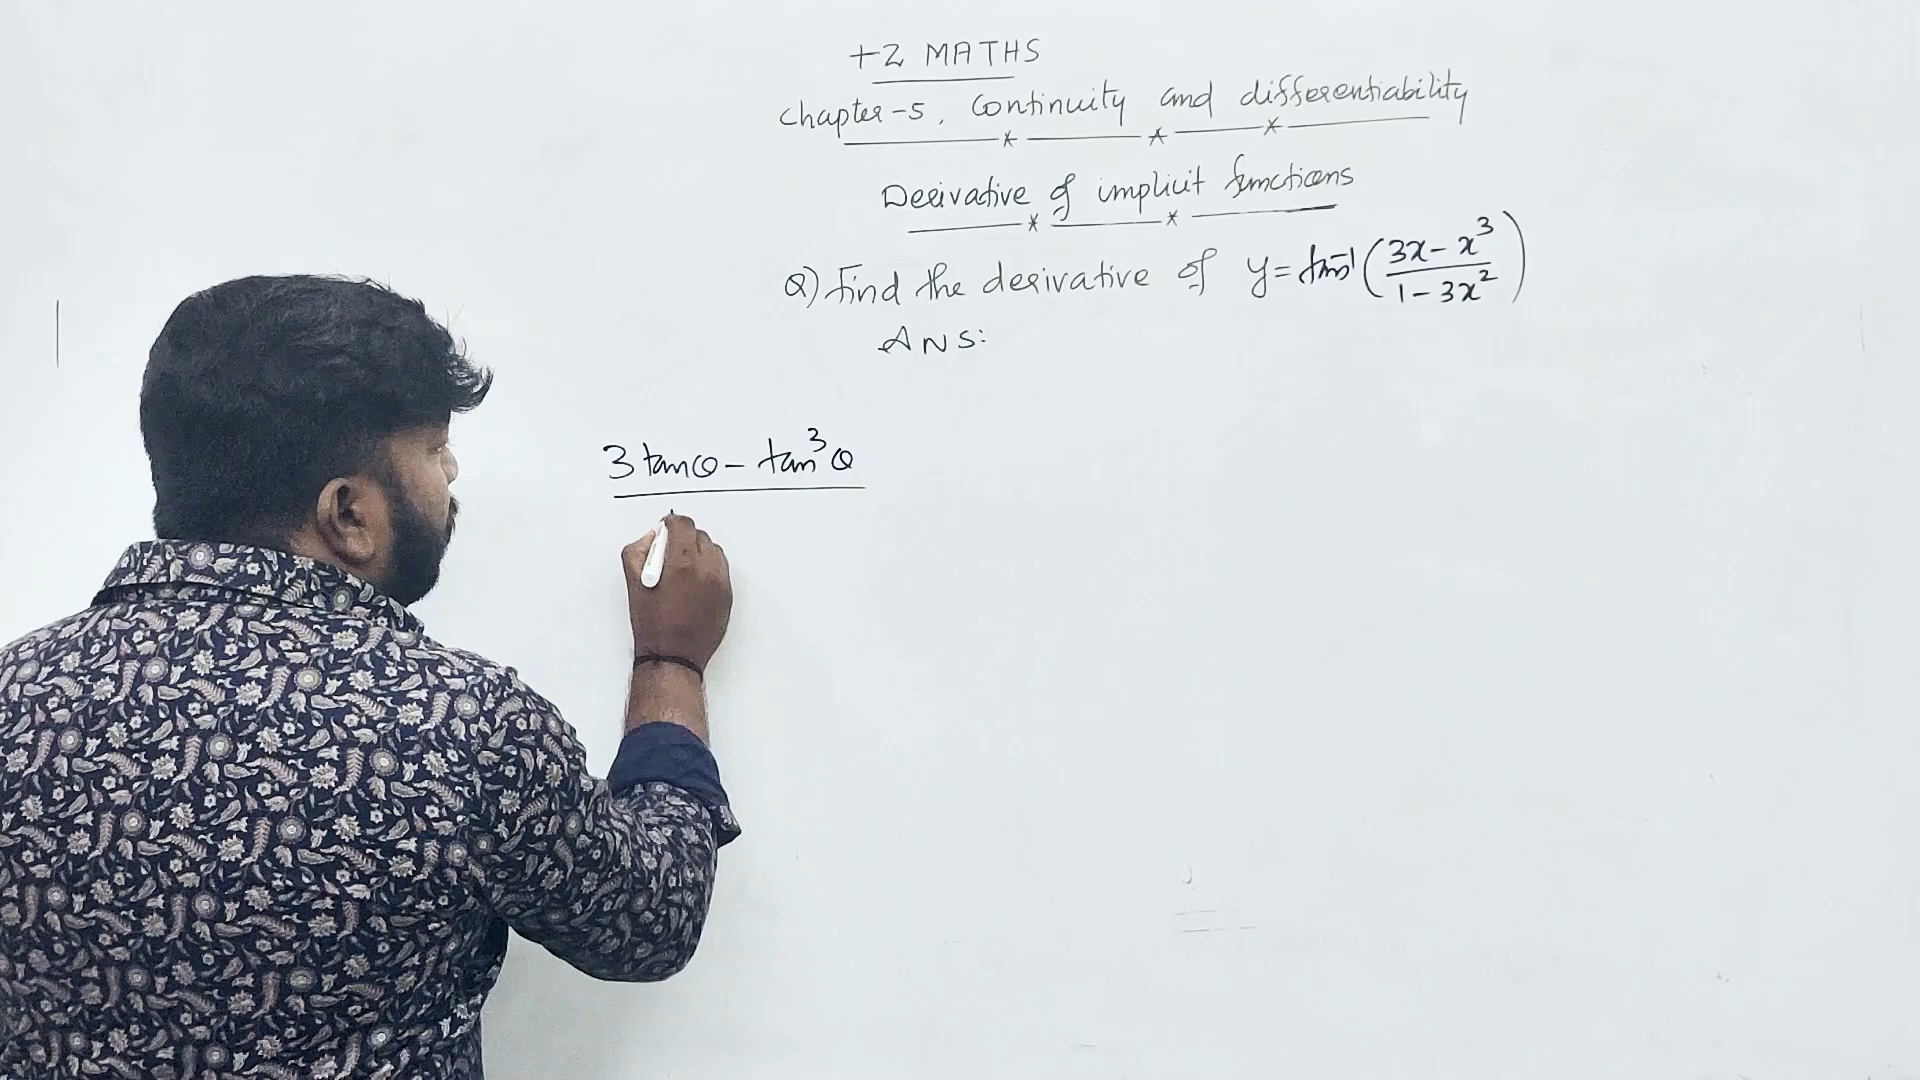 +2 MATHS
Chapter-5, Continuity and differentiability
Derivative of implicit functions
Q) Find the derivative of y = tan⁻¹ ( (3x - x³) / (1 - 3x²) )
ANS:
3 tanθ - tan³θ